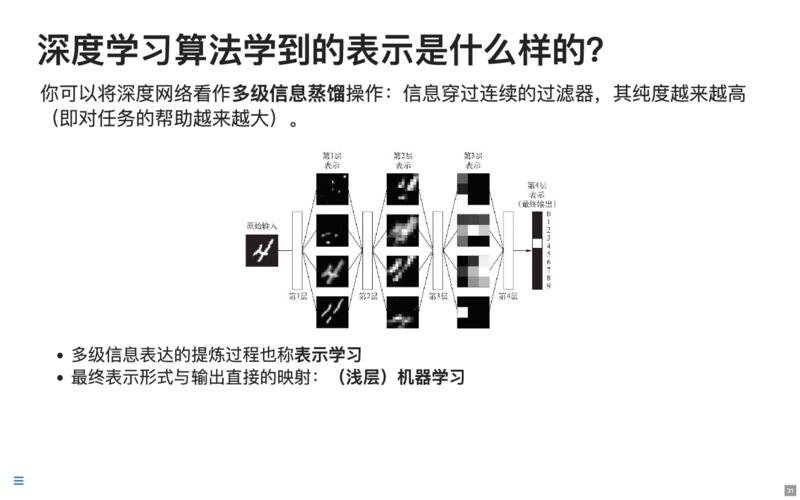 深度学习算法学到的表示是什么样的？
你可以将深度网络看作多级信息蒸馏操作：信息穿过连续的过滤器，其纯度越来越高
（即对任务的帮助越来越大）。
第1层
表示
第2层
表示
第3层
表示
第4层
表示
（最终输出）
原始输入
0
1
2
3
4
5
6
7
8
9
第1层
第2层
第3层
第4层
• 多级信息表达的提炼过程也称表示学习
• 最终表示形式与输出直接的映射：（浅层）机器学习
31